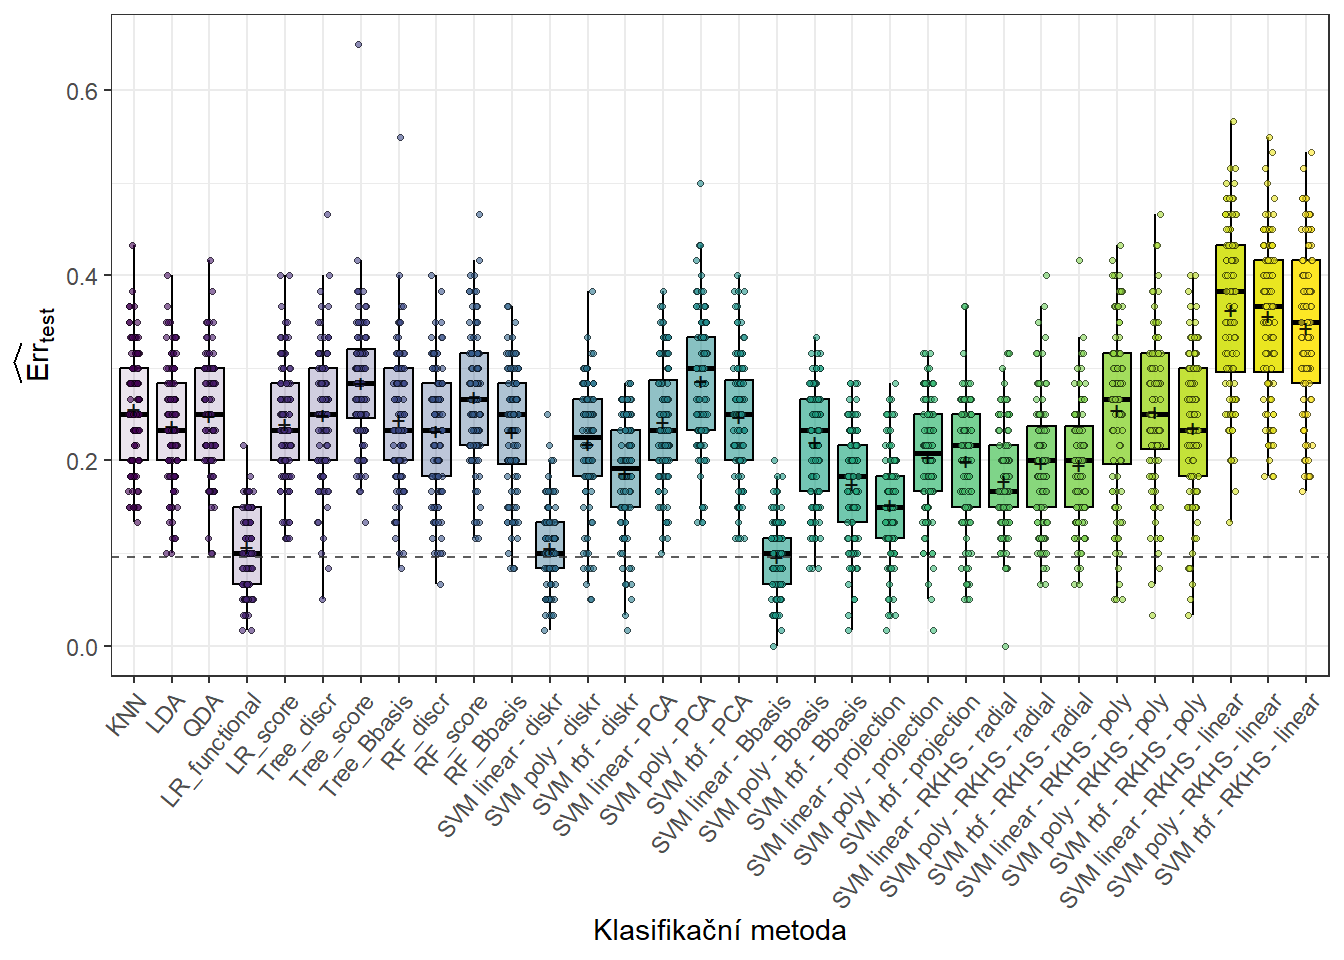 0.6
0.4
0.2
0.0
Err_test
KNN
LDA
QDA
LR_functional
LR_score
Tree_discr
Tree_score
Tree_Bbasis
RF_discr
RF_score
RF_Bbasis
SVM linear - diskr
SVM poly - diskr
SVM rbf - diskr
SVM linear - PCA
SVM poly - PCA
SVM rbf - PCA
SVM linear - Bbasis
SVM poly - Bbasis
SVM rbf - Bbasis
SVM linear - projection
SVM poly - projection
SVM rbf - projection
SVM linear - RKHS - radial
SVM poly - RKHS - radial
SVM rbf - RKHS - radial
SVM linear - RKHS - poly
SVM poly - RKHS - poly
SVM rbf - RKHS - poly
SVM linear - RKHS - linear
SVM poly - RKHS - linear
SVM rbf - RKHS - linear
Klasifikační metoda